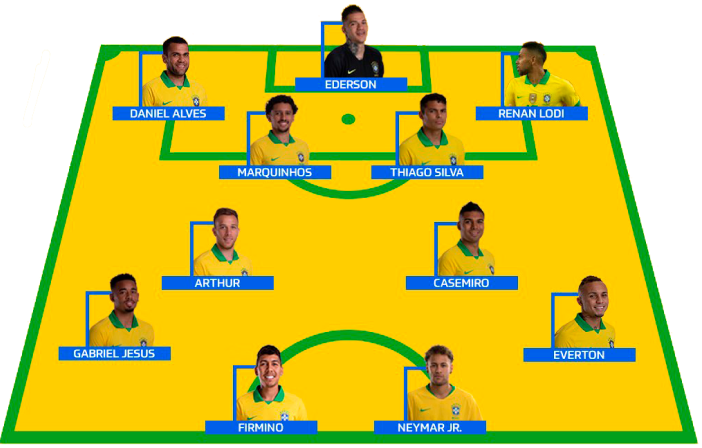 EDERSON
DANIEL ALVES
RENAN LODI
MARQUINHOS
THIAGO SILVA
ARTHUR
CASEMIRO
GABRIEL JESUS
EVERTON
FIRMINO
NEYMAR JR.